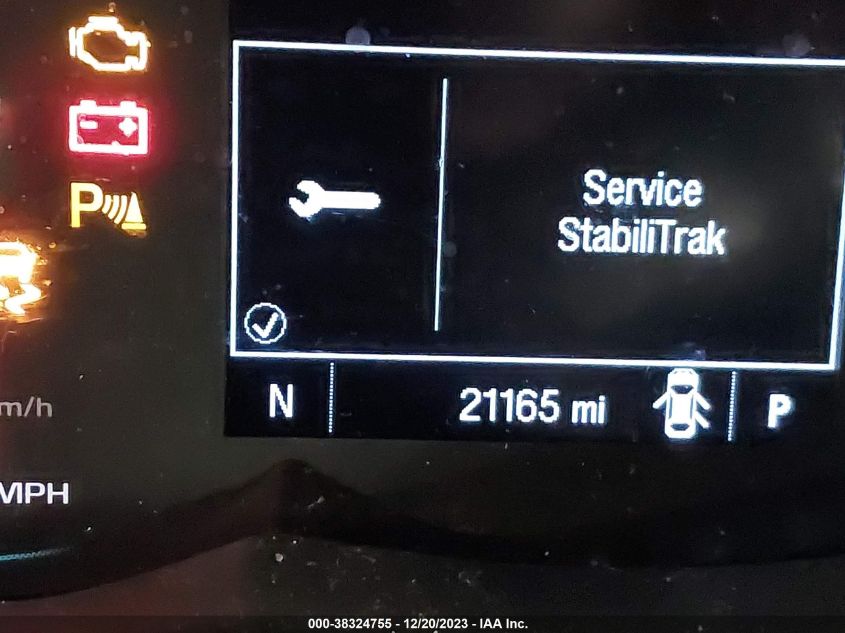 P
Service
StabiliTrak
N
21165 mi
P
m/h
MPH
000-38324755 - 12/20/2023 - IAA Inc.